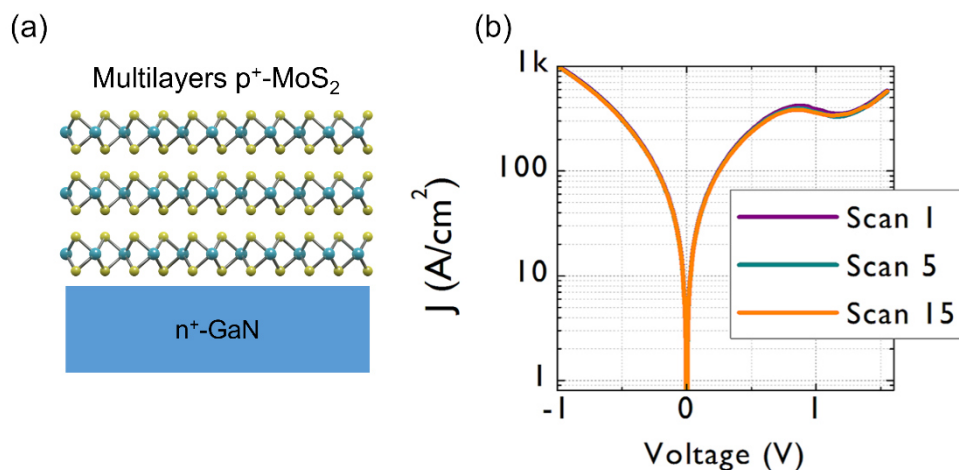 (a)
Multilayers p⁺-MoS₂
n⁺-GaN
(b)
1k
100
10
1
J (A/cm²)
-1
0
1
Voltage (V)
Scan 1
Scan 5
Scan 15